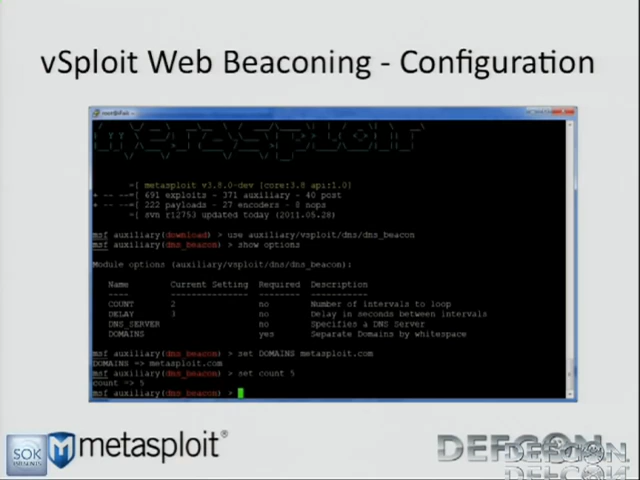 vSploit Web Beaconing - Configuration
metasploit
=[ metasploit v3.8.0-dev [core:3.8 api:1.0]
+ -- --=[ 691 exploits - 371 auxiliary - 40 post
+ -- --=[ 222 payloads - 27 encoders - 8 nops
=[ svn r12753 updated today (2011.05.28)
msf auxiliary(download) > use auxiliary/vsploit/dns/dns_beacon
msf auxiliary(dns_beacon) > show options
Module options (auxiliary/vsploit/dns/dns_beacon):
Name Current Setting Required Description
---- --------------- -------- -----------
COUNT 2 no Number of intervals to loop
DELAY 3 no Delay in seconds between intervals
DNS_SERVER no Specifies a DNS Server
DOMAINS yes Separate Domains by whitespace
msf auxiliary(dns_beacon) > set DOMAINS metasploit.com
DOMAINS => metasploit.com
msf auxiliary(dns_beacon) > set count 5
count => 5
msf auxiliary(dns_beacon) >
SOK
metasploit®
DEFCON
DEFCON